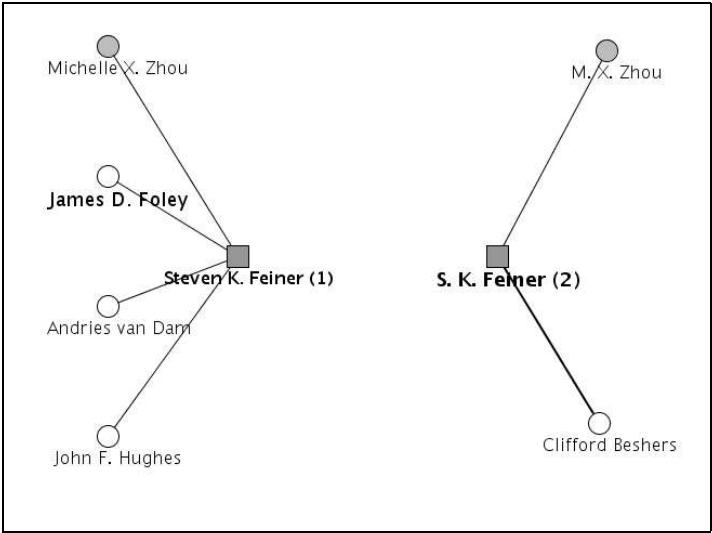 Michelle X. Zhou
M. X. Zhou
James D. Foley
Steven K. Feiner (1)
S. K. Feiner (2)
Andries van Dam
John F. Hughes
Clifford Beshers